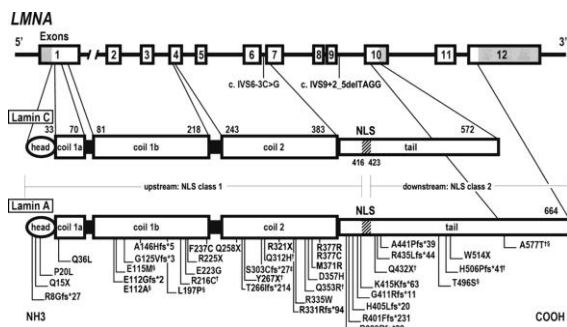 LMNA
5' Exons 3'
1 2 3 4 5 6 7 8 9 10 11 12
c. IVS6-3C>G c. IVS9+2_5delTAGG
Lamin C
33 70 81 218 243 383 NLS 572
head coil 1a coil 1b coil 2 tail
416 423
upstream: NLS class 1 downstream: NLS class 2
Lamin A
NLS 664
head coil 1a coil 1b coil 2 tail
Q36L
P20L
Q15X
R8Gfs*27
A146Hfs*5
G125Vfs*3
E115M§
E112Gfs*2
E112A§
F237C
R225X
E223G
R216C†
L197P§
Q258X
R321X
Q312H†
S303Cfs*27‡
Y267X†
T266Ifs*214
R377R
R377C
M371R
D357H
Q353R†
R335W
R331Rfs*94
A441Pfs*39
R435Lfs*44
Q432X†
K415Kfs*63
G411Rfs*11
H405Lfs*20
R401Ffs*231
W514X
H506Pfs*41†
T496S§
A577T†§
NH3 COOH